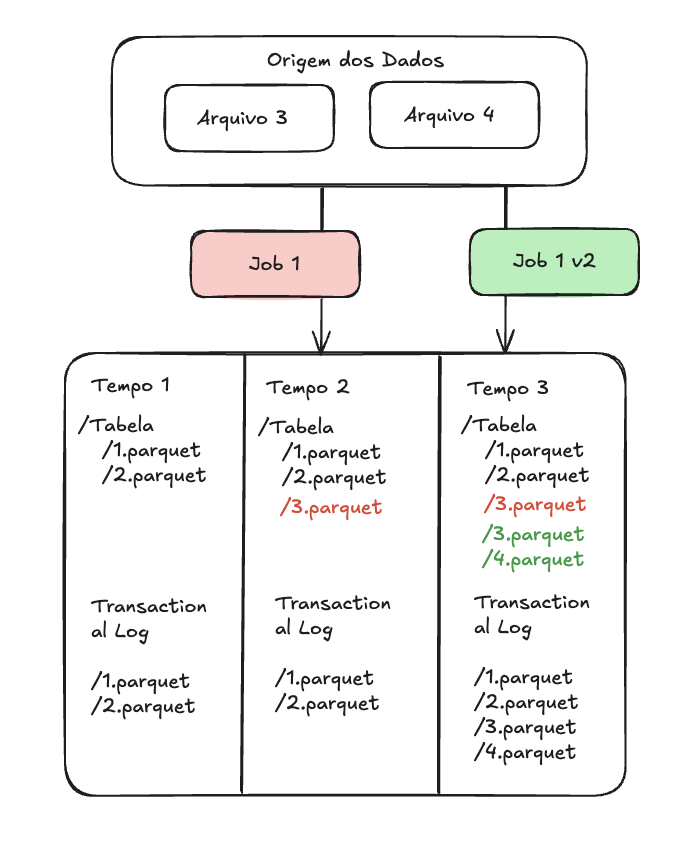 Origem dos Dados
Arquivo 3
Arquivo 4
Job 1
Job 1 v2
Tempo 1
/Tabela
/1.parquet
/2.parquet
Transaction
al Log
/1.parquet
/2.parquet
Tempo 2
/Tabela
/1.parquet
/2.parquet
/3.parquet
Transaction
al Log
/1.parquet
/2.parquet
Tempo 3
/Tabela
/1.parquet
/2.parquet
/3.parquet
/3.parquet
/4.parquet
Transaction
al Log
/1.parquet
/2.parquet
/3.parquet
/4.parquet